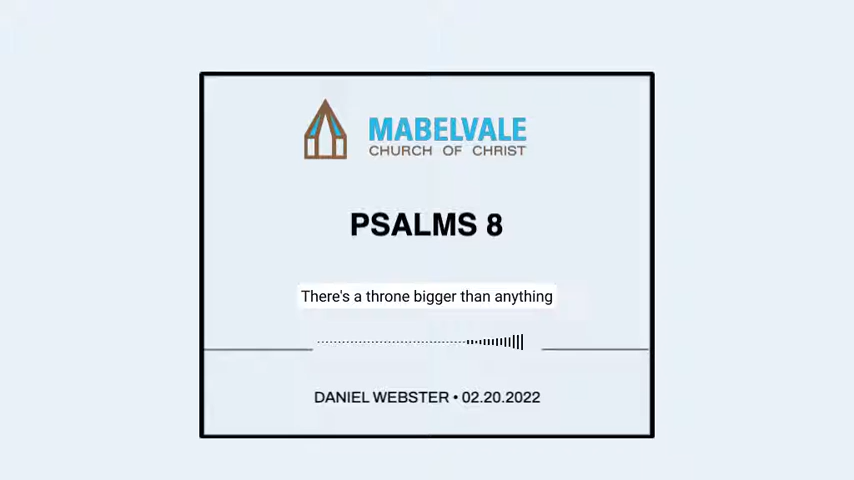 MABELVALE
CHURCH OF CHRIST
PSALMS 8
There's a throne bigger than anything
DANIEL WEBSTER • 02.20.2022